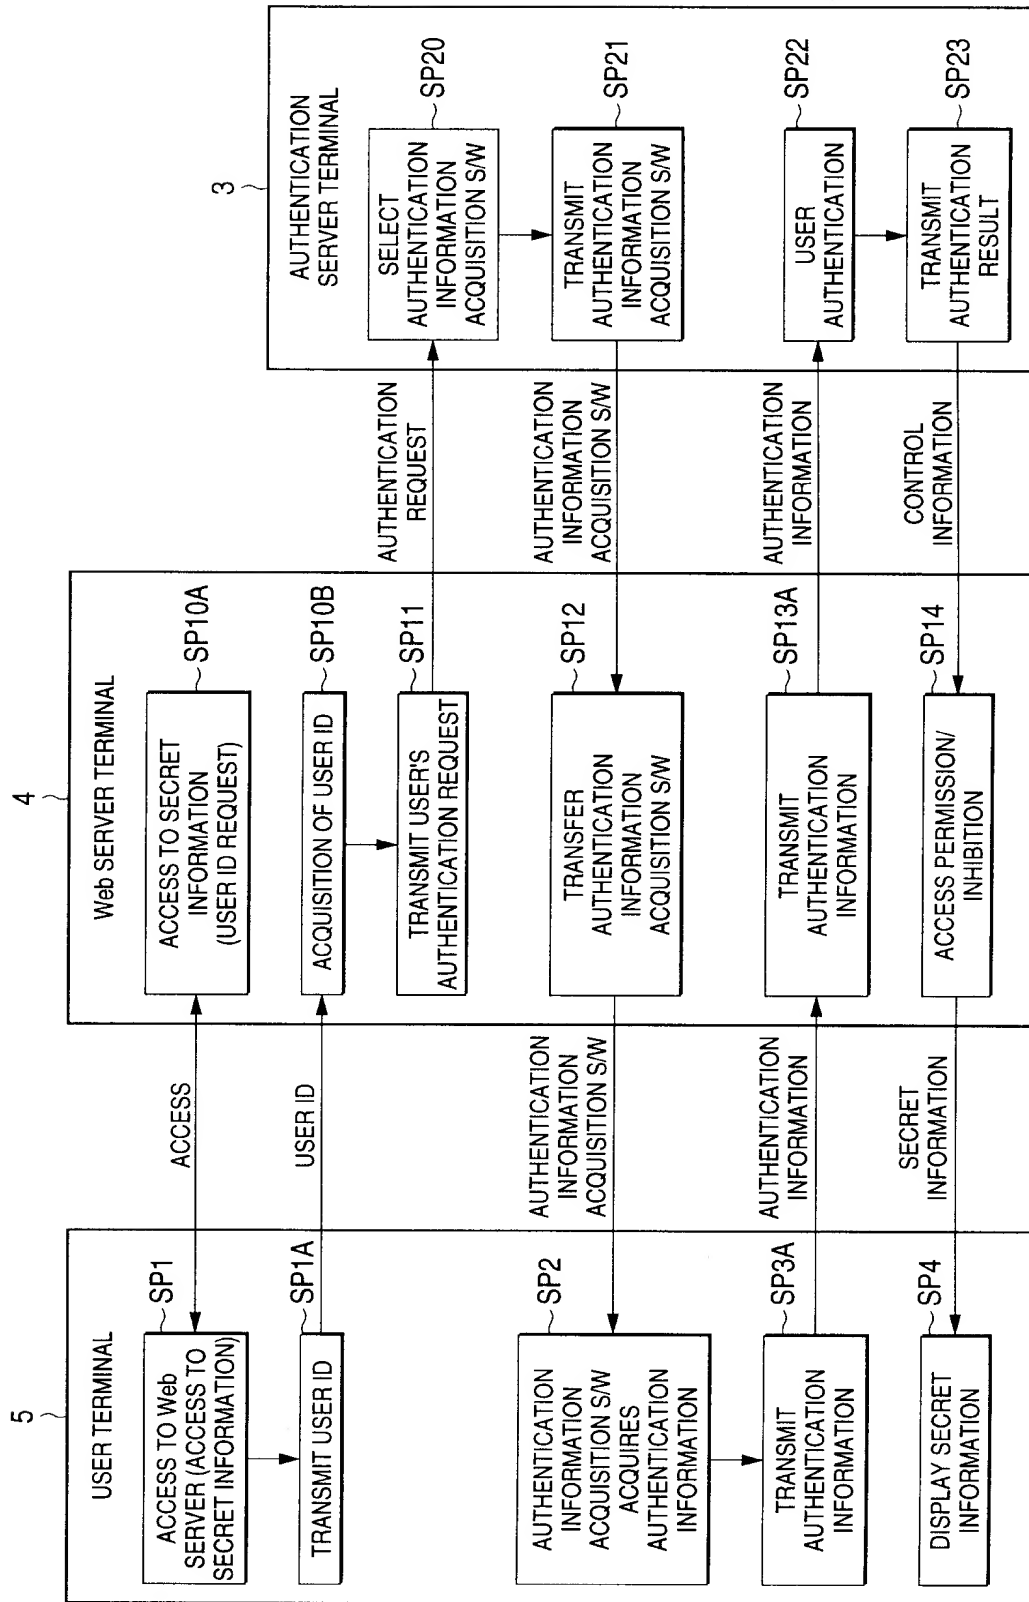 5
USER TERMINAL
ACCESS TO Web
SERVER (ACCESS TO
SECRET INFORMATION)
SP1
TRANSMIT USER ID
SP1A
AUTHENTICATION
INFORMATION
ACQUISITION S/W
ACQUIRES
AUTHENTICATION
INFORMATION
SP2
TRANSMIT
AUTHENTICATION
INFORMATION
SP3A
DISPLAY SECRET
INFORMATION
SP4
ACCESS
USER ID
AUTHENTICATION
INFORMATION
ACQUISITION S/W
AUTHENTICATION
INFORMATION
SECRET
INFORMATION
4
Web SERVER TERMINAL
ACCESS TO SECRET
INFORMATION
(USER ID REQUEST)
SP10A
ACQUISITION OF USER ID
SP10B
TRANSMIT USER'S
AUTHENTICATION REQUEST
SP11
TRANSFER
AUTHENTICATION
INFORMATION
ACQUISITION S/W
SP12
TRANSMIT
AUTHENTICATION
INFORMATION
SP13A
ACCESS PERMISSION/
INHIBITION
SP14
AUTHENTICATION
REQUEST
AUTHENTICATION
INFORMATION
ACQUISITION S/W
AUTHENTICATION
INFORMATION
CONTROL
INFORMATION
3
AUTHENTICATION
SERVER TERMINAL
SELECT
AUTHENTICATION
INFORMATION
ACQUISITION S/W
SP20
TRANSMIT
AUTHENTICATION
INFORMATION
ACQUISITION S/W
SP21
USER
AUTHENTICATION
SP22
TRANSMIT
AUTHENTICATION
RESULT
SP23